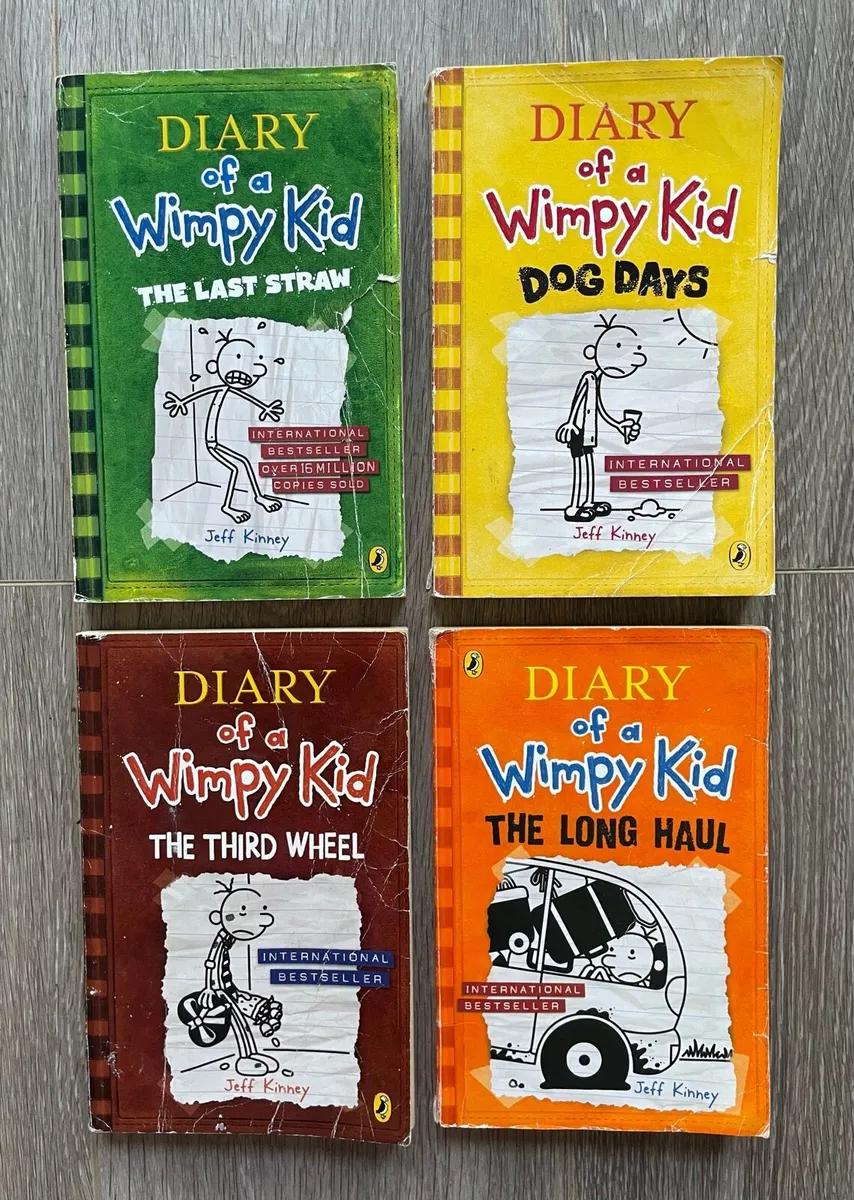 DIARY
of a
Wimpy Kid
THE LAST STRAW
INTERNATIONAL
BESTSELLER
OVER 16 MILLION
COPIES SOLD
Jeff Kinney
DIARY
of a
Wimpy Kid
DOG DAYS
INTERNATIONAL
BESTSELLER
Jeff Kinney
DIARY
of a
Wimpy Kid
THE THIRD WHEEL
INTERNATIONAL
BESTSELLER
Jeff Kinney
DIARY
of a
Wimpy Kid
THE LONG HAUL
INTERNATIONAL
BESTSELLER
Jeff Kinney